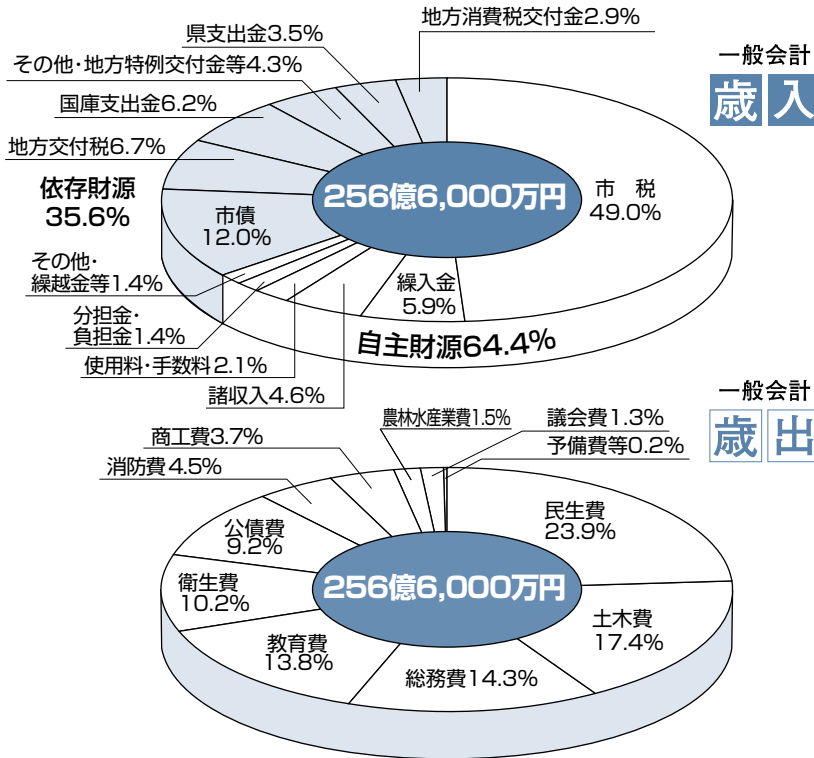 一般会計
歳入
地方消費税交付金2.9%
県支出金3.5%
その他・地方特例交付金等4.3%
国庫支出金6.2%
地方交付税6.7%
依存財源
35.6%
市債
12.0%
256億6,000万円
市 税
49.0%
その他・
繰越金等1.4%
分担金・
負担金1.4%
使用料・手数料2.1%
諸収入4.6%
繰入金
5.9%
自主財源64.4%
一般会計
歳出
農林水産業費1.5%
議会費1.3%
予備費等0.2%
商工費3.7%
消防費4.5%
公債費
9.2%
衛生費
10.2%
教育費
13.8%
総務費14.3%
土木費
17.4%
民生費
23.9%
256億6,000万円